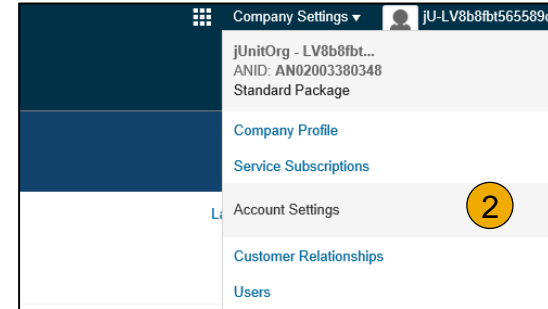 Company Settings ▾ jU-LV8b8fbt565589
jUnitOrg - LV8b8fbt...
ANID: AN02003380348
Standard Package
Company Profile
Service Subscriptions
Account Settings
2
Customer Relationships
Users